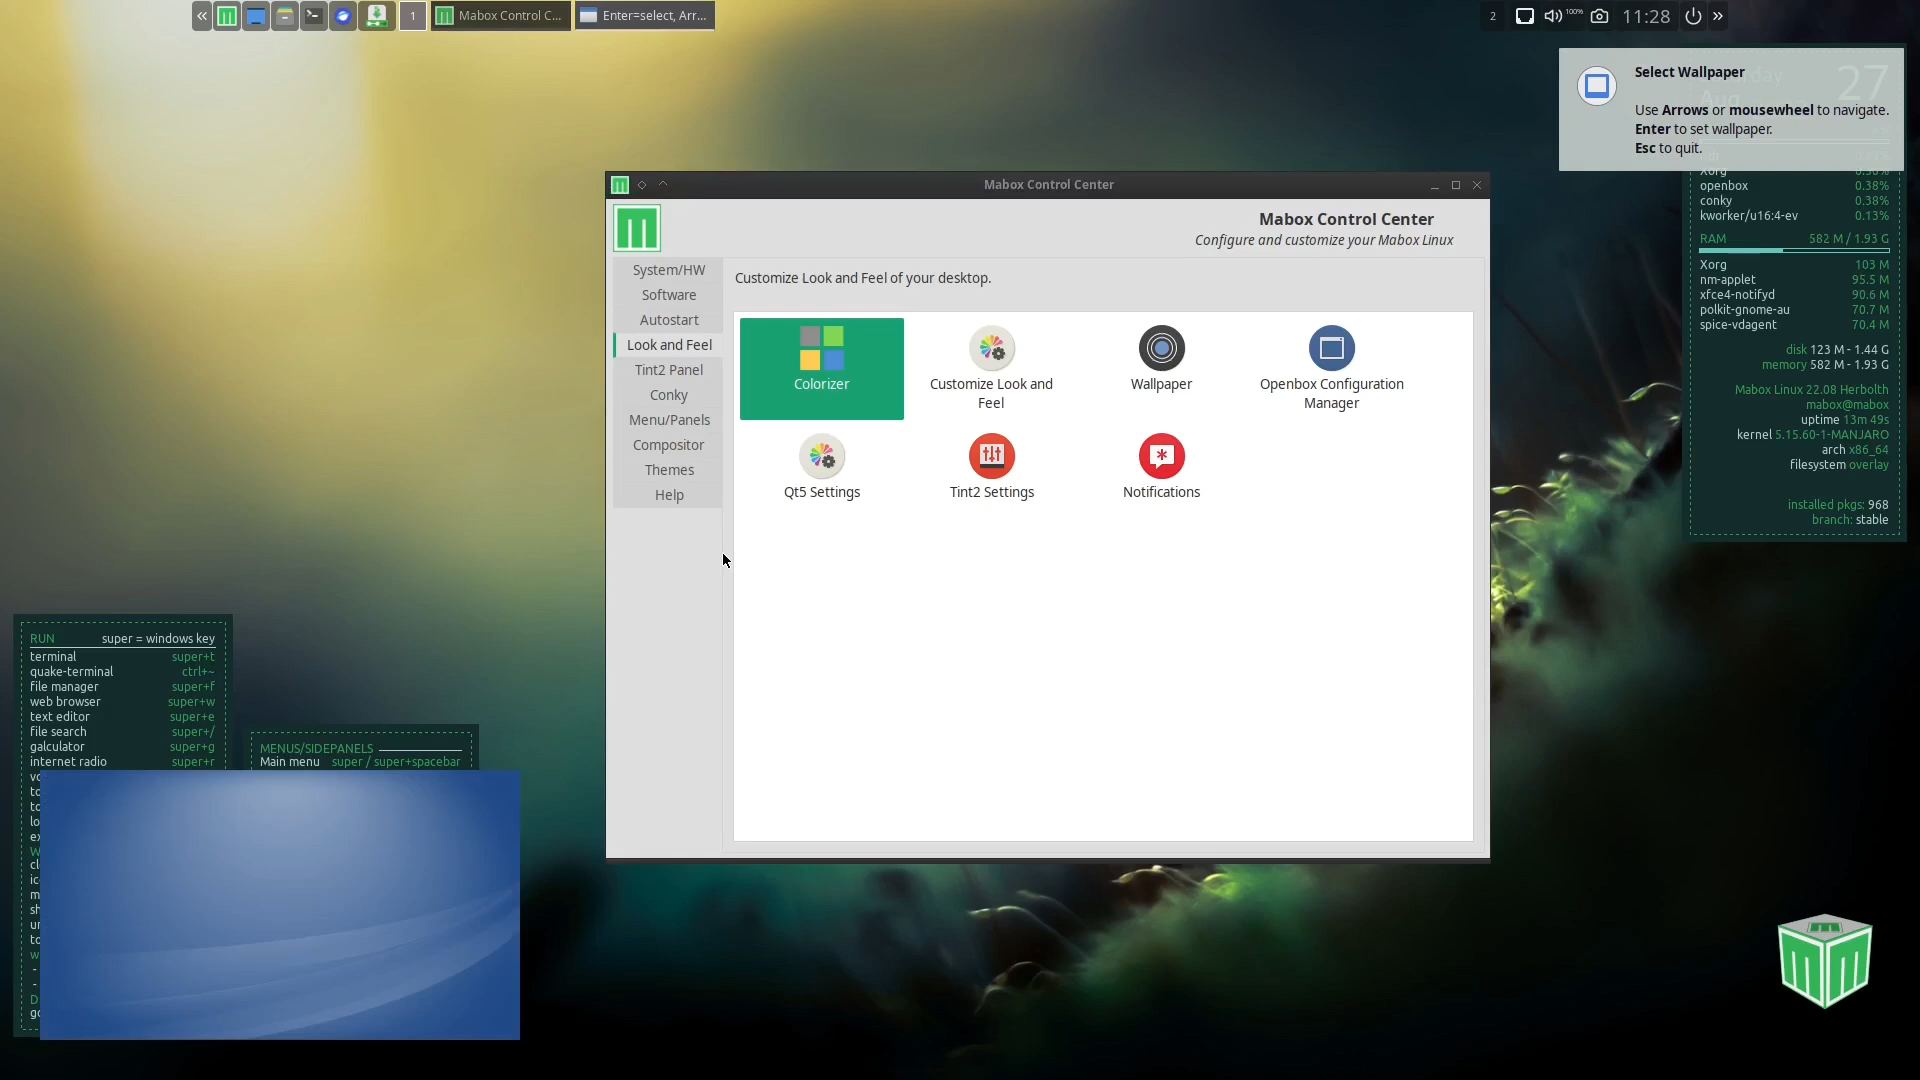 «
1
Mabox Control C...
Enter=select, Arr...
2
100%
11:28
»
Select Wallpaper
Use Arrows or mousewheel to navigate.
Enter to set wallpaper.
Esc to quit.
27
Mabox Control Center
Mabox Control Center
Configure and customize your Mabox Linux
System/HW
Software
Autostart
Look and Feel
Tint2 Panel
Conky
Menu/Panels
Compositor
Themes
Help
Customize Look and Feel of your desktop.
Colorizer
Customize Look and
Feel
Wallpaper
Openbox Configuration
Manager
Qt5 Settings
Tint2 Settings
Notifications
Xorg
openbox 0.38%
conky 0.38%
kworker/u16:4-ev 0.13%
RAM 582 M / 1.93 G
Xorg 103 M
nm-applet 95.5 M
xfce4-notifyd 90.6 M
polkit-gnome-au 70.7 M
spice-vdagent 70.4 M
disk 123 M - 1.44 G
memory 582 M - 1.93 G
Mabox Linux 22.08 Herbolth
mabox@mabox
uptime 13m 49s
kernel 5.15.60-1-MANJARO
arch x86_64
filesystem overlay
installed pkgs: 968
branch: stable
RUN super = windows key
terminal super+t
quake-terminal ctrl+~
file manager super+f
web browser super+w
text editor super+e
file search super+/
galculator super+g
internet radio super+r
MENUS/SIDEPANELS
Main menu super / super+spacebar